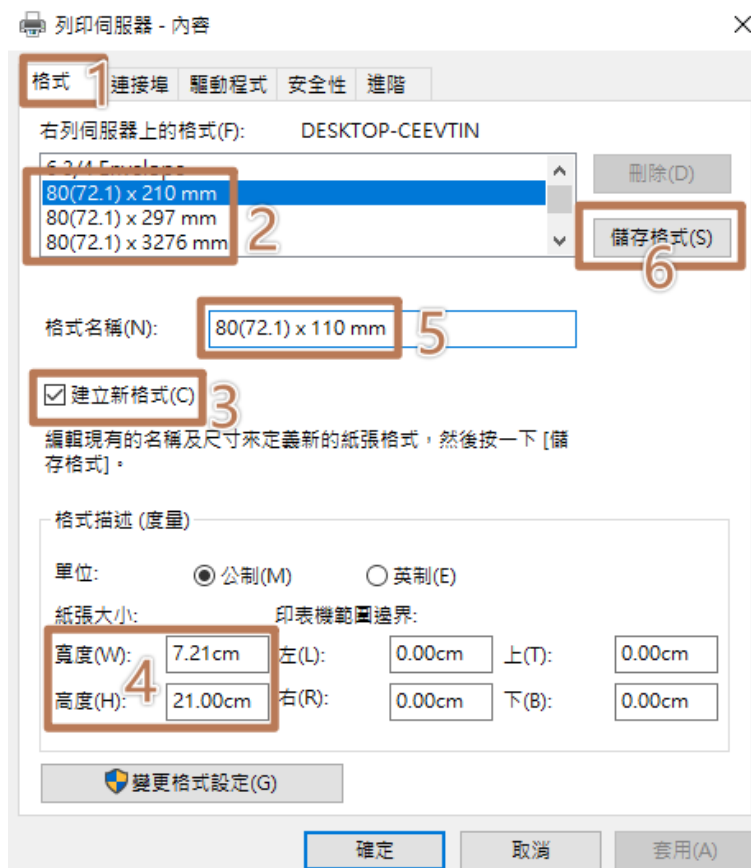 列印伺服器 - 內容
格式 1 連接埠 驅動程式 安全性 進階
右列伺服器上的格式(F): DESKTOP-CEEVTIN
6 3/4 Envelope
80(72.1) x 210 mm
80(72.1) x 297 mm
80(72.1) x 3276 mm
2
刪除(D)
儲存格式(S)
6
格式名稱(N): 80(72.1) x 110 mm 5
建立新格式(C) 3
編輯現有的名稱及尺寸來定義新的紙張格式，然後按一下 [儲
存格式]。
格式描述 (度量)
單位: 公制(M) 英制(E)
紙張大小: 印表機範圍邊界:
寬度(W): 7.21cm 左(L): 0.00cm 上(T): 0.00cm
4
高度(H): 21.00cm 右(R): 0.00cm 下(B): 0.00cm
變更格式設定(G)
確定 取消 套用(A)